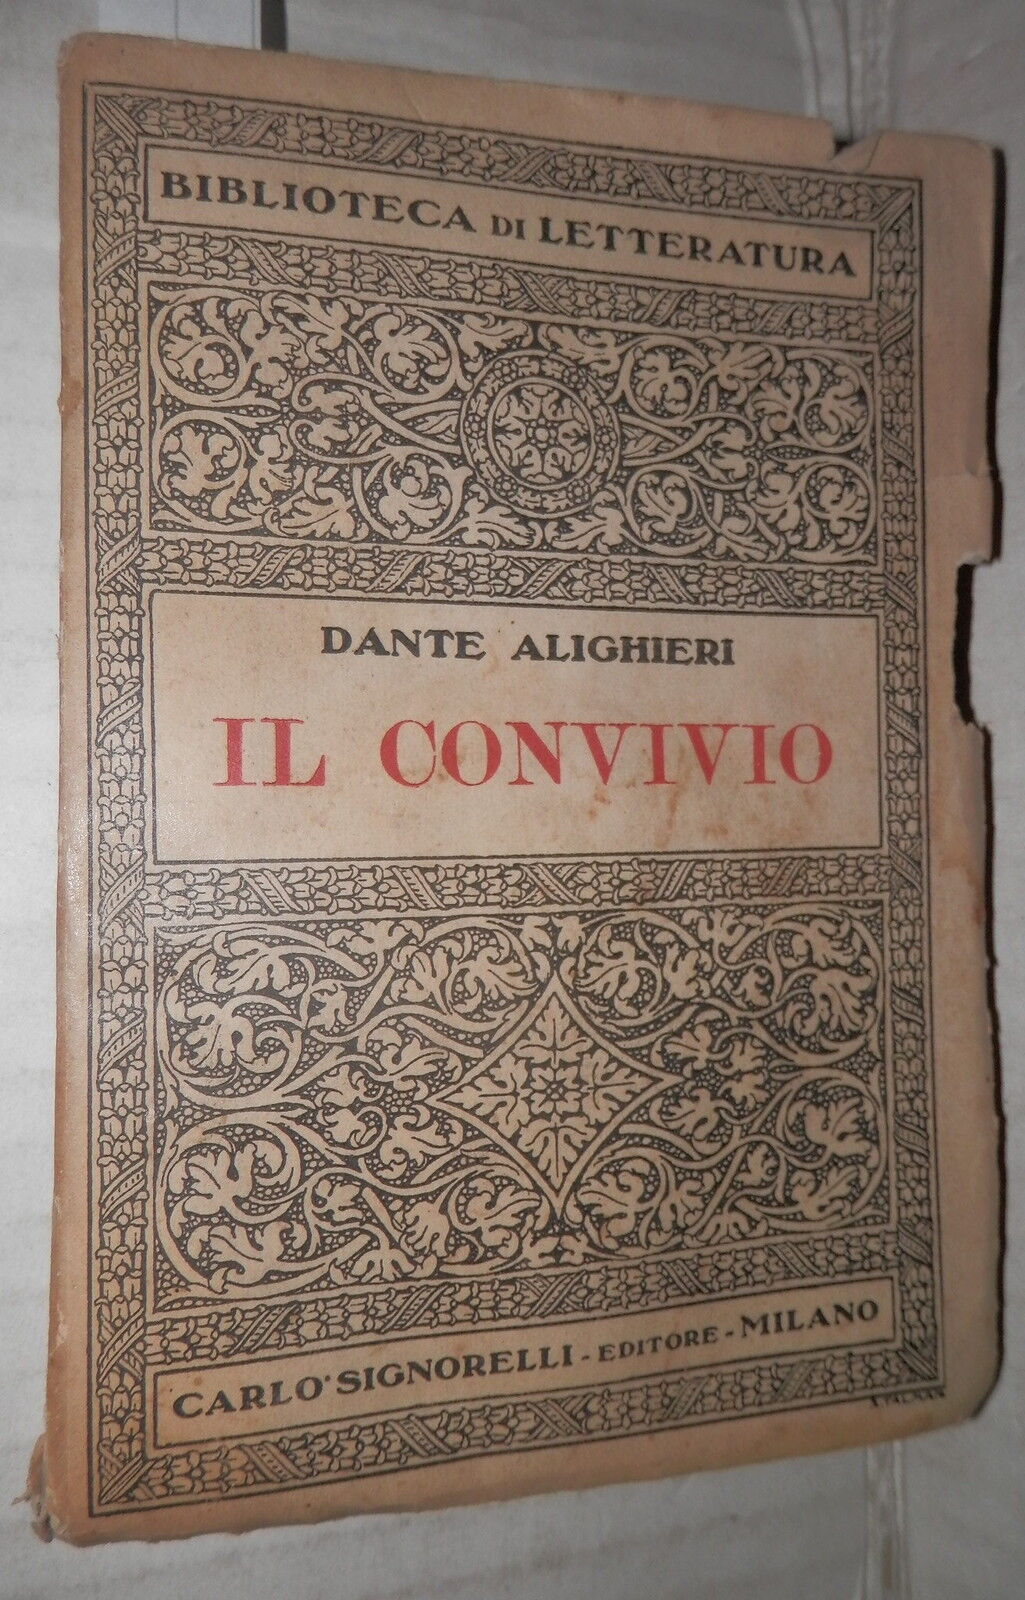 BIBLIOTECA DI LETTERATURA
DANTE ALIGHIERI
IL CONVIVIO
CARLO SIGNORELLI - EDITORE - MILANO